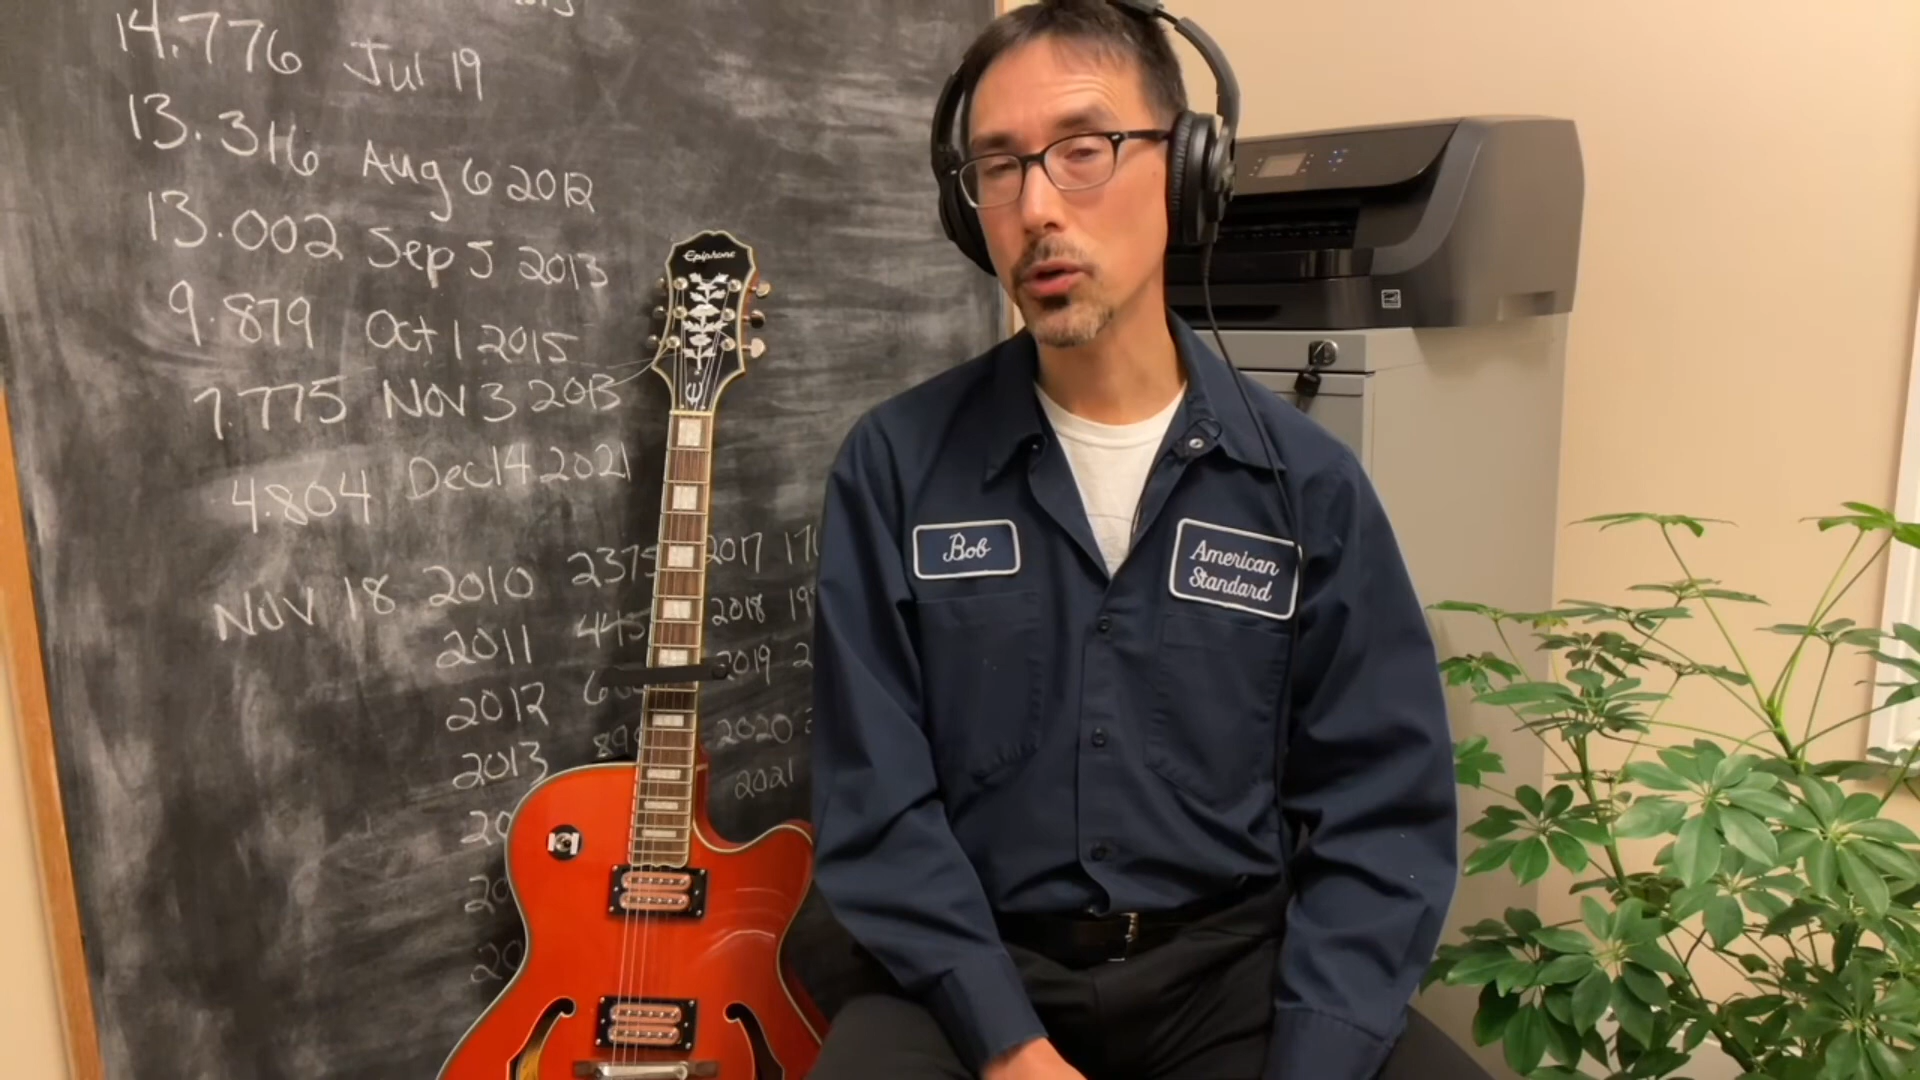 14.776 Jul 19
13.316 Aug 6 2012
13.002 Sep 5 2013
9.879 Oct 1 2015
7.775 NOV 3 2013
4.804 Dec 14 2021
NOV 18 2010 2375 2017
2011 445 2018
2012 2019
2013 2020
2021
Epiphone
Bob
American
Standard